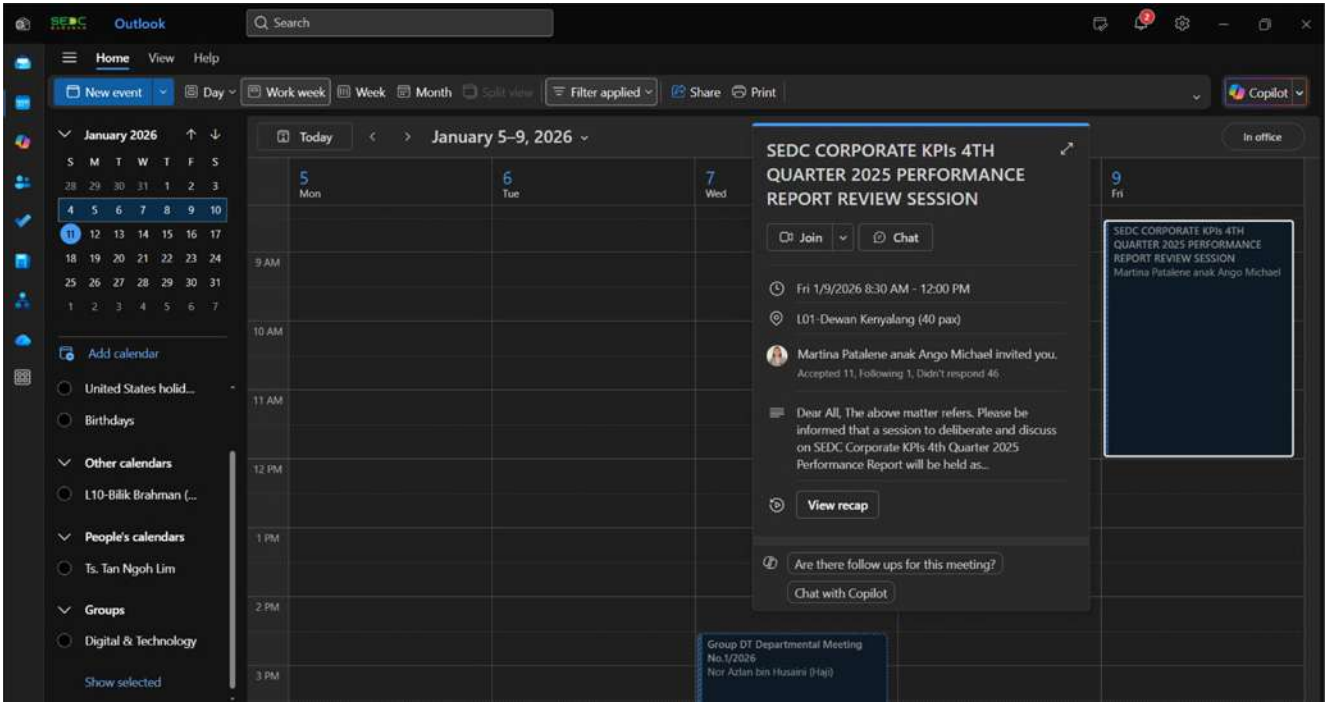 SEDC
Outlook
Search
2
Home View Help
New event Day Work week Week Month Split view Filter applied Share Print Copilot
January 2026
S M T W T F S
28 29 30 31 1 2 3
4 5 6 7 8 9 10
11 12 13 14 15 16 17
18 19 20 21 22 23 24
25 26 27 28 29 30 31
1 2 3 4 5 6 7
Add calendar
United States holid...
Birthdays
Other calendars
L10-Bilik Brahman (...
People's calendars
Ts. Tan Ngoh Lim
Groups
Digital & Technology
Show selected
Today January 5–9, 2026 In office
5
Mon
6
Tue
7
Wed
9
Fri
9 AM
10 AM
11 AM
12 PM
1 PM
2 PM
3 PM
SEDC CORPORATE KPIs 4TH
QUARTER 2025 PERFORMANCE
REPORT REVIEW SESSION
Join Chat
Fri 1/9/2026 8:30 AM - 12:00 PM
L01-Dewan Kenyalang (40 pax)
Martina Patalene anak Ango Michael invited you.
Accepted 11, Following 1, Didn't respond 46
Dear All, The above matter refers. Please be
informed that a session to deliberate and discuss
on SEDC Corporate KPIs 4th Quarter 2025
Performance Report will be held as...
View recap
Are there follow ups for this meeting?
Chat with Copilot
SEDC CORPORATE KPIs 4TH
QUARTER 2025 PERFORMANCE
REPORT REVIEW SESSION
Martina Patalene anak Ango Michael
Group DT Departmental Meeting
No.1/2026
Nor Azlan bin Husaini (Haji)